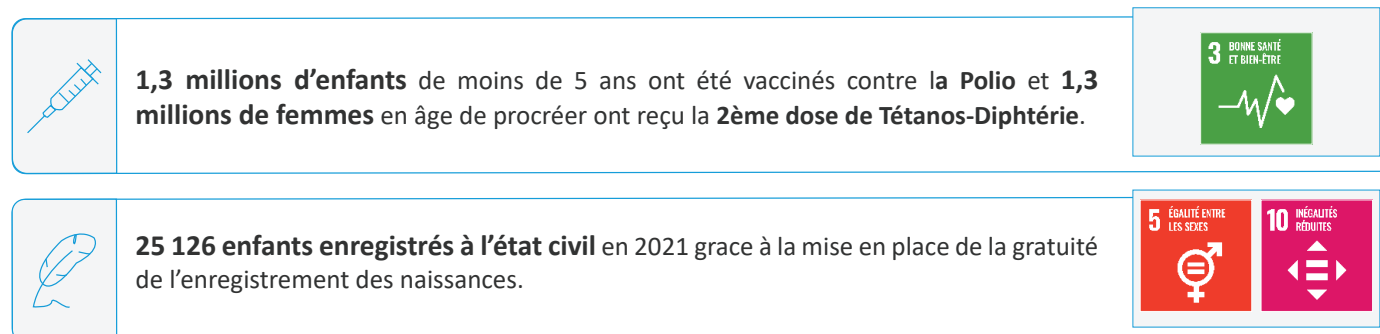 1,3 millions d’enfants de moins de 5 ans ont été vaccinés contre la Polio et 1,3
millions de femmes en âge de procréer ont reçu la 2ème dose de Tétanos-Diphtérie.
3 BONNE SANTÉ
ET BIEN-ÊTRE
25 126 enfants enregistrés à l’état civil en 2021 grace à la mise en place de la gratuité
de l’enregistrement des naissances.
5 ÉGALITÉ ENTRE
LES SEXES
10 INÉGALITÉS
RÉDUITES